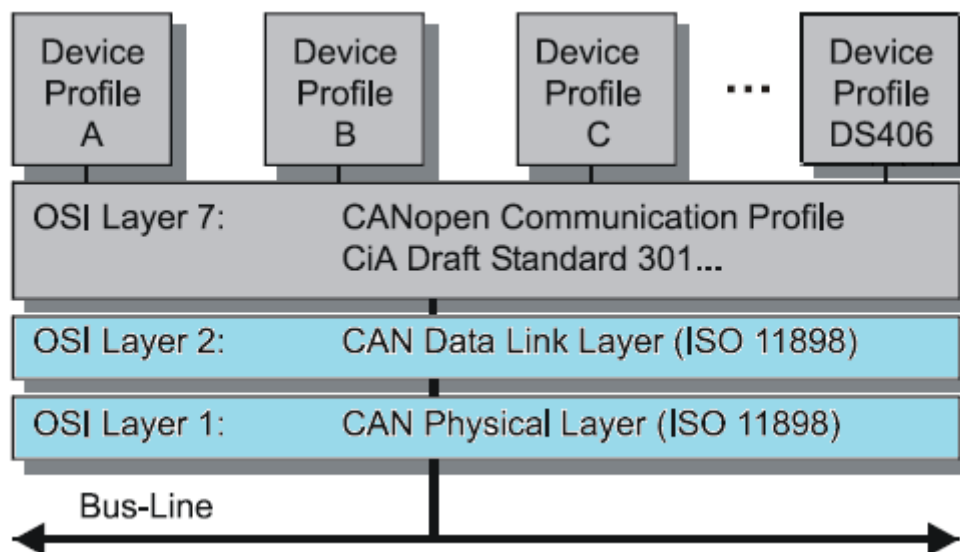 Device
Profile
A
Device
Profile
B
Device
Profile
C
...
Device
Profile
DS406
OSI Layer 7: CANopen Communication Profile
CiA Draft Standard 301...
OSI Layer 2: CAN Data Link Layer (ISO 11898)
OSI Layer 1: CAN Physical Layer (ISO 11898)
Bus-Line